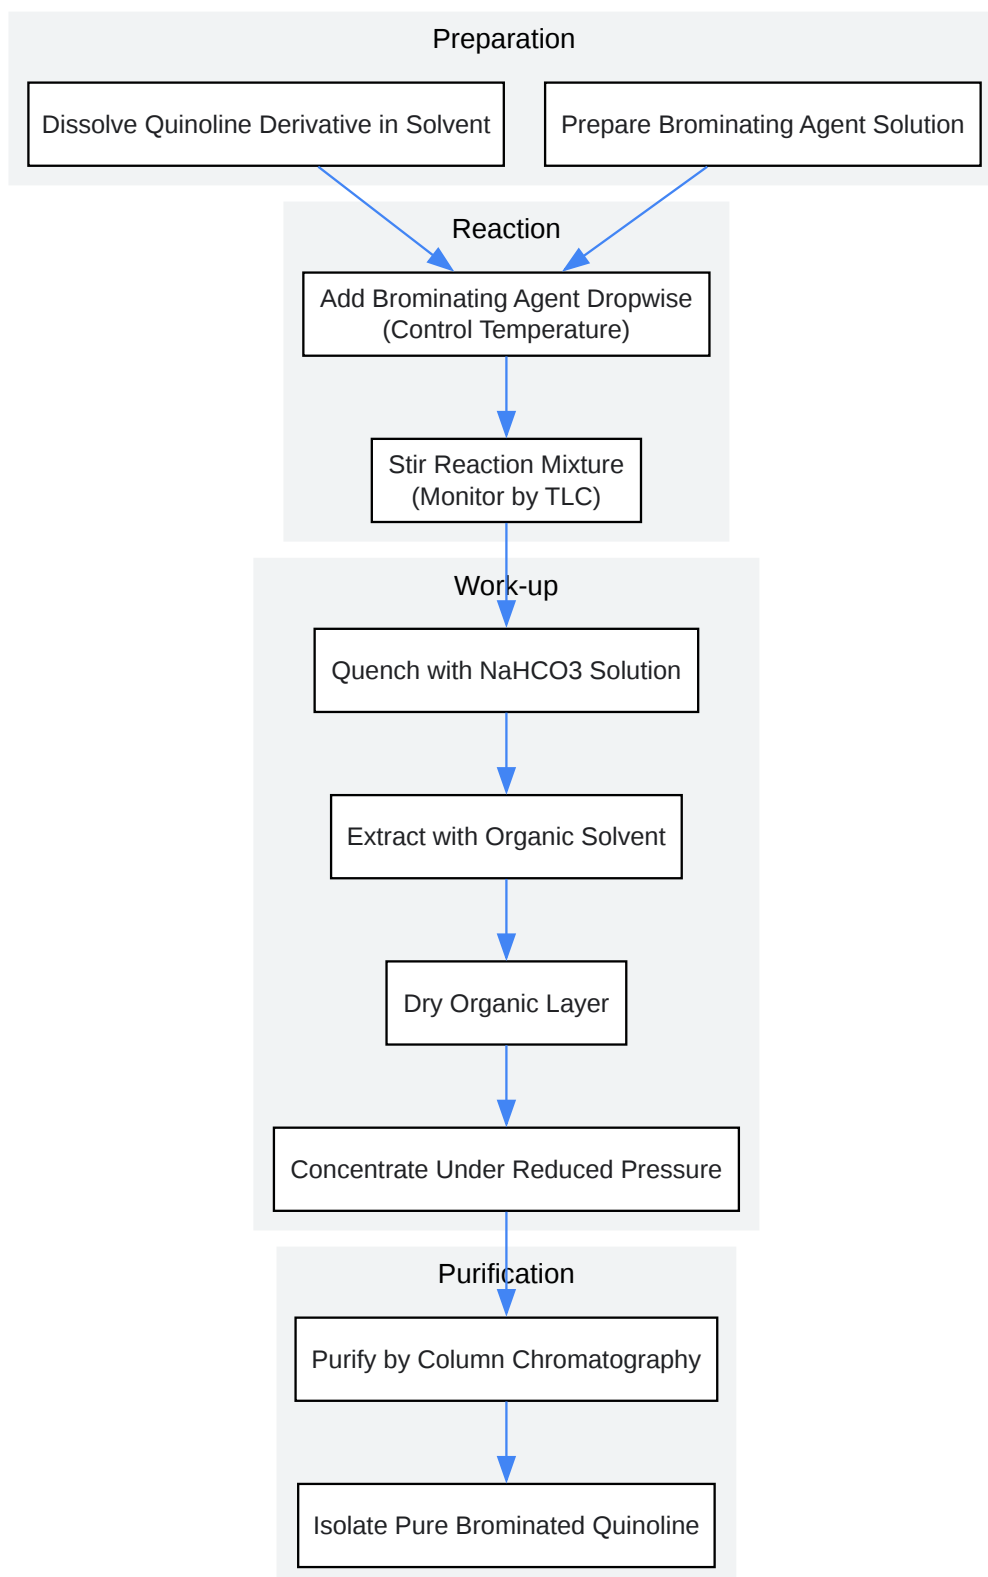 Preparation
Dissolve Quinoline Derivative in Solvent
Prepare Brominating Agent Solution
Reaction
Add Brominating Agent Dropwise
(Control Temperature)
Stir Reaction Mixture
(Monitor by TLC)
Work-up
Quench with NaHCO3 Solution
Extract with Organic Solvent
Dry Organic Layer
Concentrate Under Reduced Pressure
Purification
Purify by Column Chromatography
Isolate Pure Brominated Quinoline